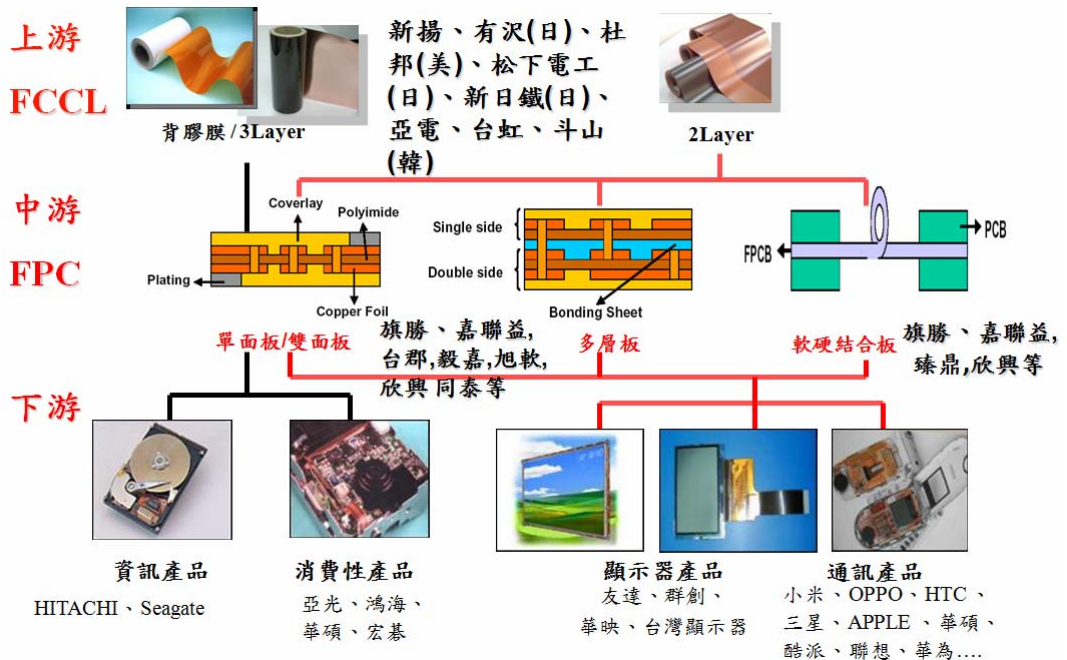 上游
FCCL
背膠膜/3Layer
新揚、有沢(日)、杜
邦(美)、松下電工
(日)、新日鐵(日)、
亞電、台虹、斗山
(韓)
2Layer
中游
FPC
Coverlay
Polyimide
Plating
Copper Foil
Single side
Double side
Bonding Sheet
FPCB
PCB
單面板/雙面板
旗勝、嘉聯益,
台郡,毅嘉,旭軟,
欣興 同泰等
多層板
軟硬結合板
旗勝、嘉聯益,
臻鼎,欣興等
下游
資訊產品
HITACHI、Seagate
消費性產品
亞光、鴻海、
華碩、宏碁
顯示器產品
友達、群創、
華映、台灣顯示器
通訊產品
小米、OPPO、HTC、
三星、APPLE、華碩、
酷派、聯想、華為....